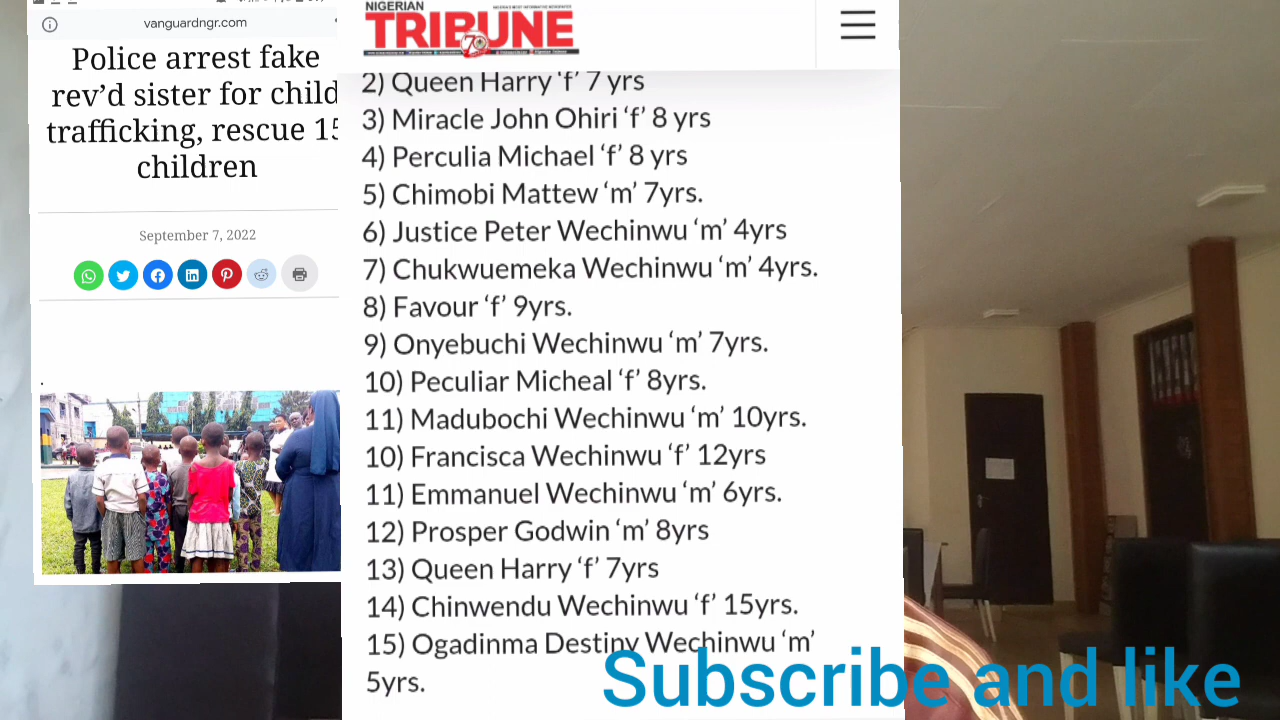 vanguardngr.com
Police arrest fake
rev’d sister for child
trafficking, rescue 15
children
September 7, 2022
NIGERIAN
TRIBUNE
70
2) Queen Harry ‘f’ 7 yrs
3) Miracle John Ohiri ‘f’ 8 yrs
4) Perculia Michael ‘f’ 8 yrs
5) Chimobi Mattew ‘m’ 7yrs.
6) Justice Peter Wechinwu ‘m’ 4yrs
7) Chukwuemeka Wechinwu ‘m’ 4yrs.
8) Favour ‘f’ 9yrs.
9) Onyebuchi Wechinwu ‘m’ 7yrs.
10) Peculiar Micheal ‘f’ 8yrs.
11) Madubochi Wechinwu ‘m’ 10yrs.
10) Francisca Wechinwu ‘f’ 12yrs
11) Emmanuel Wechinwu ‘m’ 6yrs.
12) Prosper Godwin ‘m’ 8yrs
13) Queen Harry ‘f’ 7yrs
14) Chinwendu Wechinwu ‘f’ 15yrs.
15) Ogadinma Destiny Wechinwu ‘m’
5yrs.
Subscribe and like